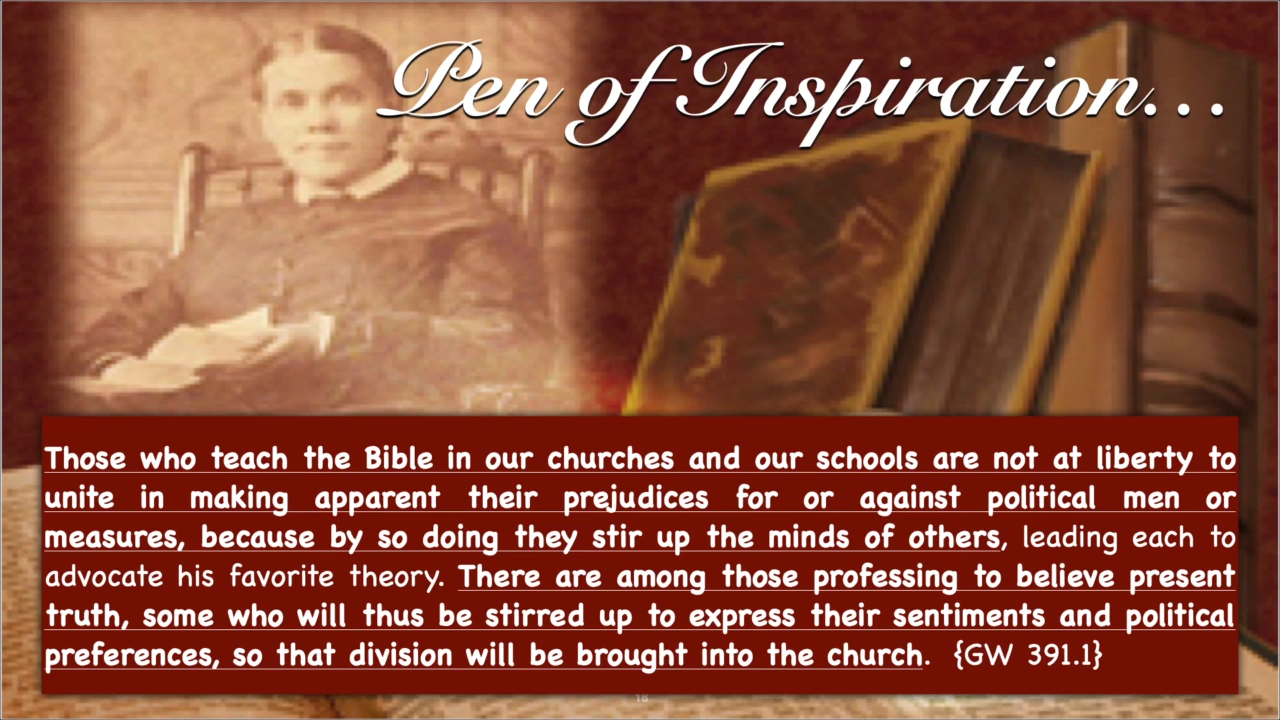 Pen of Inspiration...
Those who teach the Bible in our churches and our schools are not at liberty to
unite in making apparent their prejudices for or against political men or
measures, because by so doing they stir up the minds of others, leading each to
advocate his favorite theory. There are among those professing to believe present
truth, some who will thus be stirred up to express their sentiments and political
preferences, so that division will be brought into the church. {GW 391.1}
18